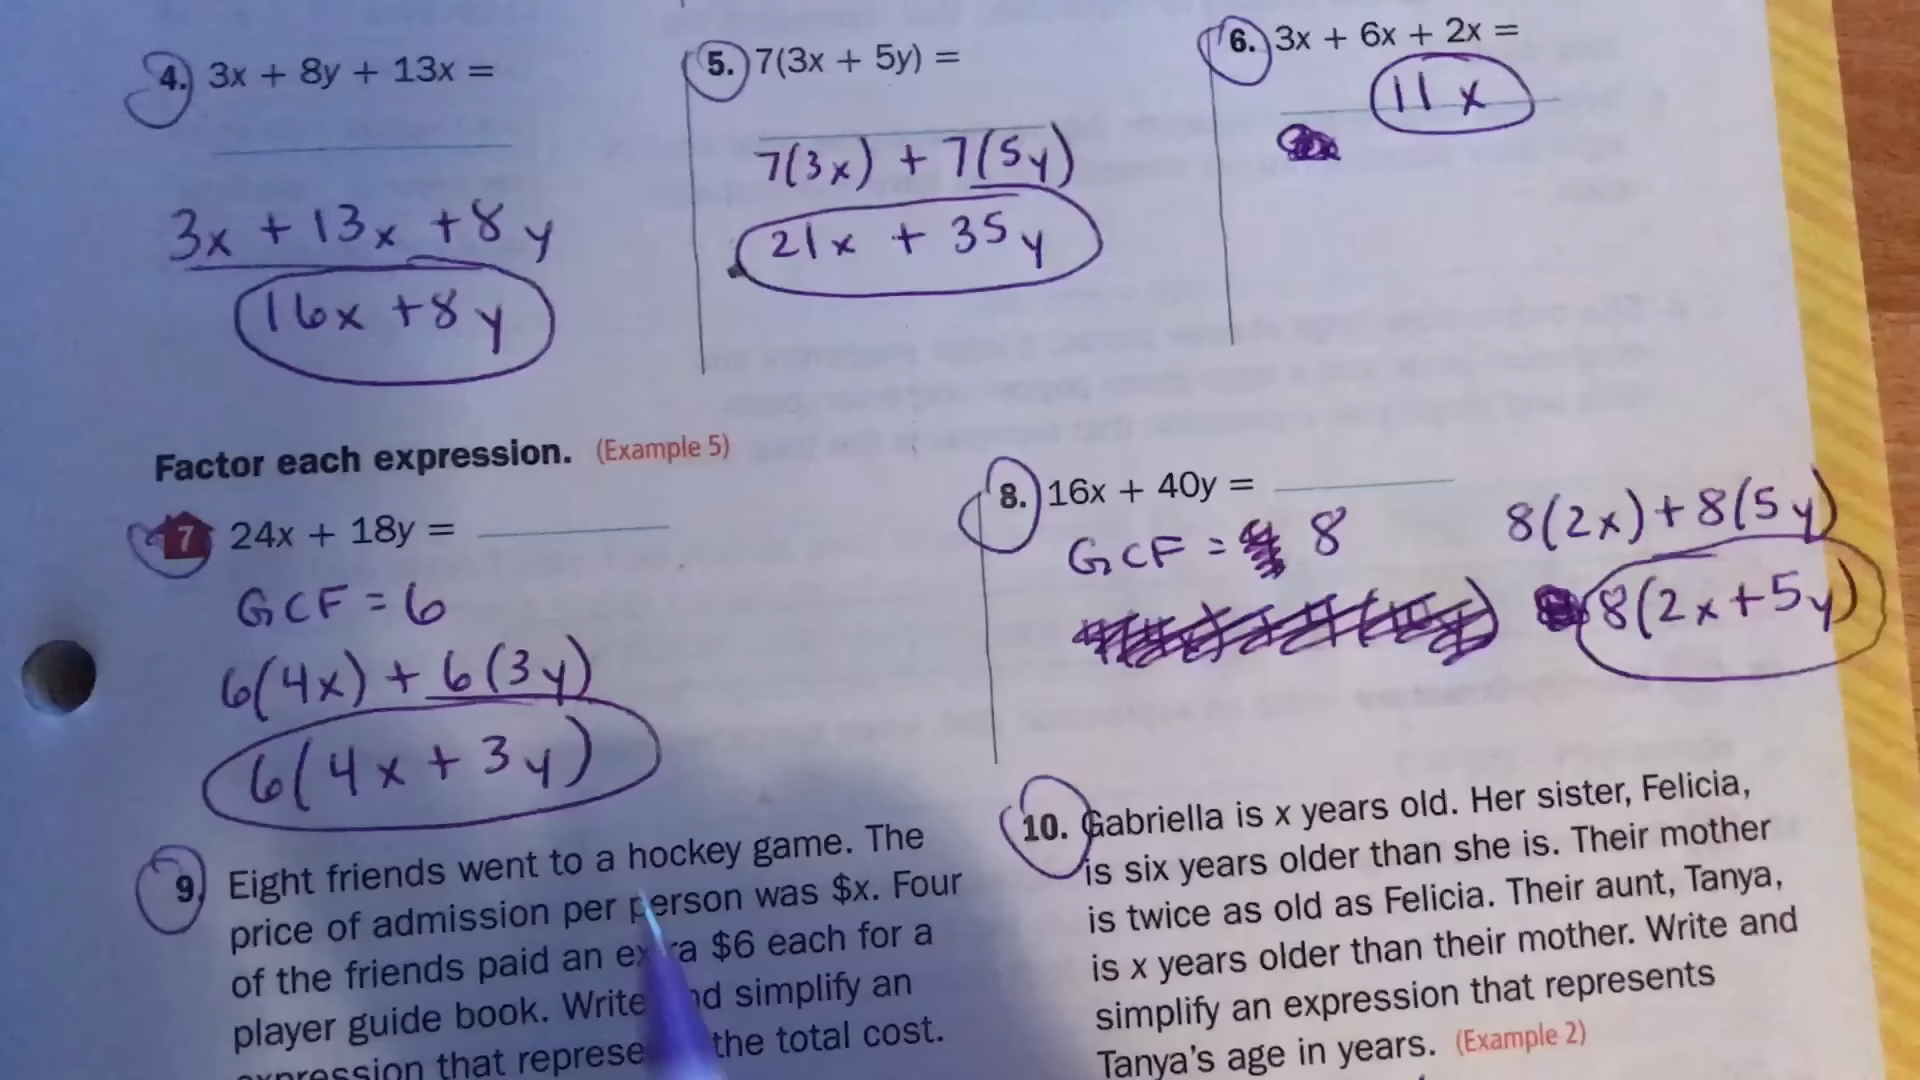 4. 3x + 8y + 13x =
3x + 13x + 8y
16x + 8y
5. 7(3x + 5y) =
7(3x) + 7(5y)
21x + 35y
6. 3x + 6x + 2x =
11x
Factor each expression. (Example 5)
7 24x + 18y =
GCF = 6
6(4x) + 6(3y)
6(4x + 3y)
8. 16x + 40y =
GCF = 8
8(2x) + 8(5y)
8(2x + 5y)
9. Eight friends went to a hockey game. The
price of admission per person was $x. Four
of the friends paid an extra $6 each for a
player guide book. Write and simplify an
expression that the total cost.
10. Gabriella is x years old. Her sister, Felicia,
is six years older than she is. Their mother
is twice as old as Felicia. Their aunt, Tanya,
is x years older than their mother. Write and
simplify an expression that represents
Tanya's age in years. (Example 2)